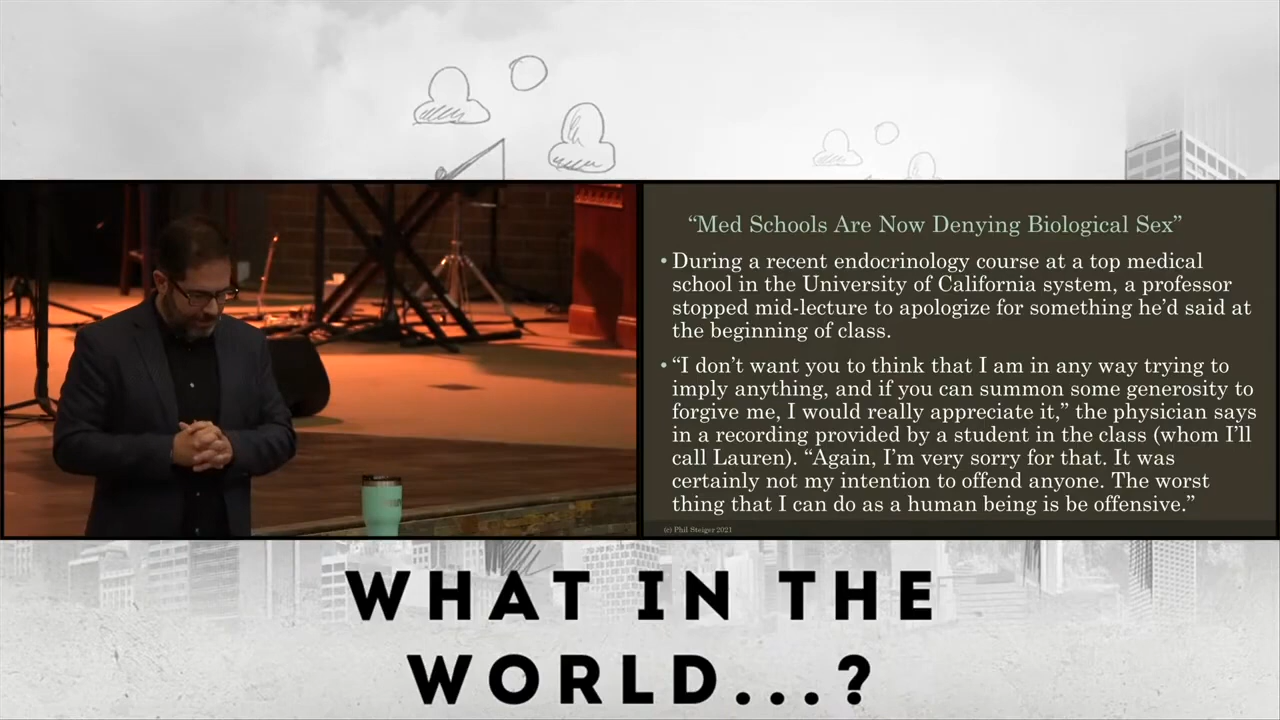 “Med Schools Are Now Denying Biological Sex”
• During a recent endocrinology course at a top medical
school in the University of California system, a professor
stopped mid-lecture to apologize for something he’d said at
the beginning of class.
• “I don’t want you to think that I am in any way trying to
imply anything, and if you can summon some generosity to
forgive me, I would really appreciate it,” the physician says
in a recording provided by a student in the class (whom I’ll
call Lauren). “Again, I’m very sorry for that. It was
certainly not my intention to offend anyone. The worst
thing that I can do as a human being is be offensive.”
(c) Phil Steiger 2021
WHAT IN THE
WORLD...?